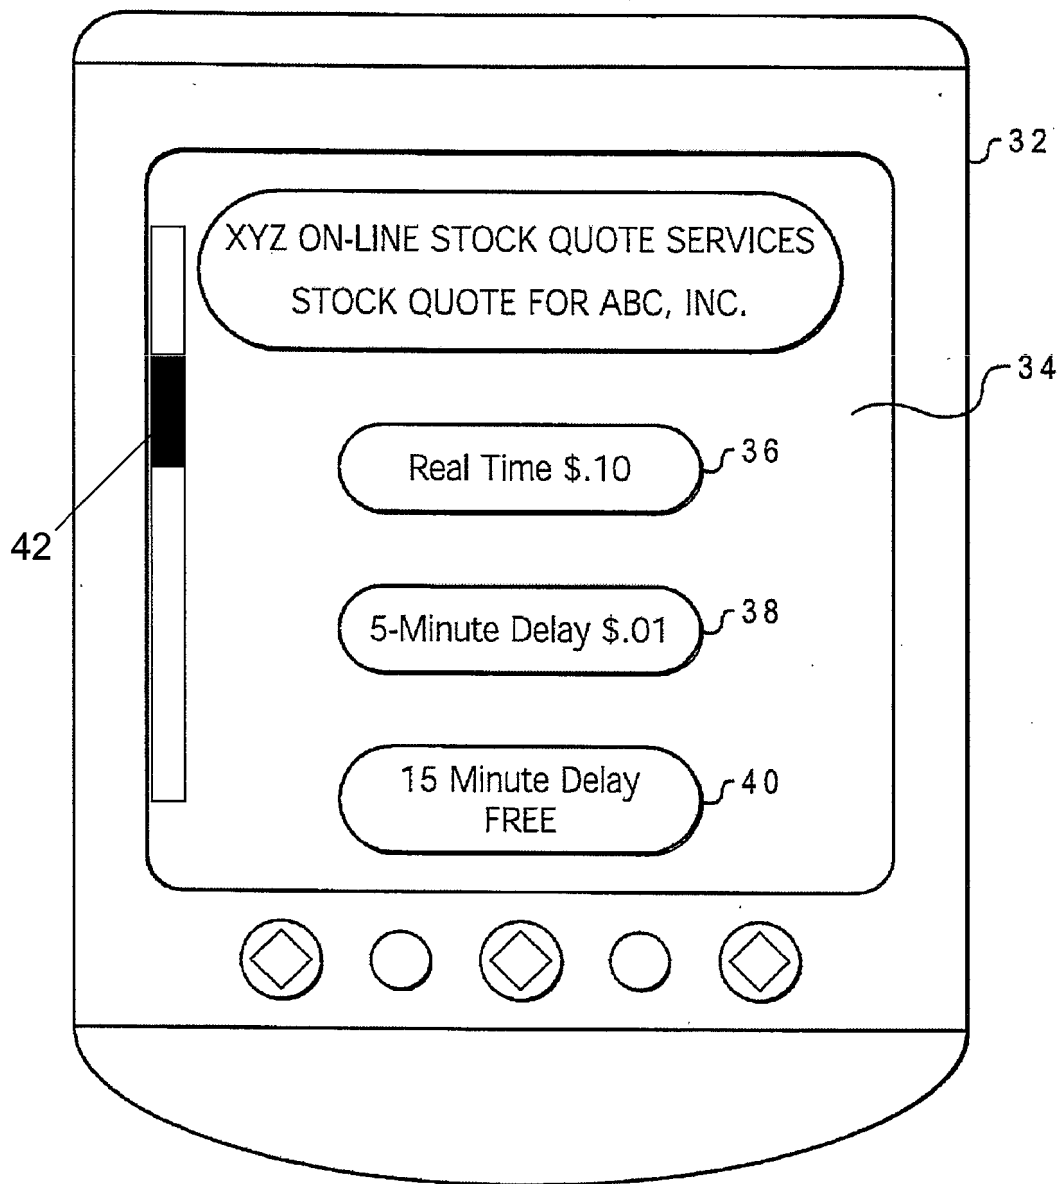 32
XYZ ON-LINE STOCK QUOTE SERVICES
STOCK QUOTE FOR ABC, INC.
34
Real Time $.10
36
42
5-Minute Delay $.01
38
15 Minute Delay
FREE
40